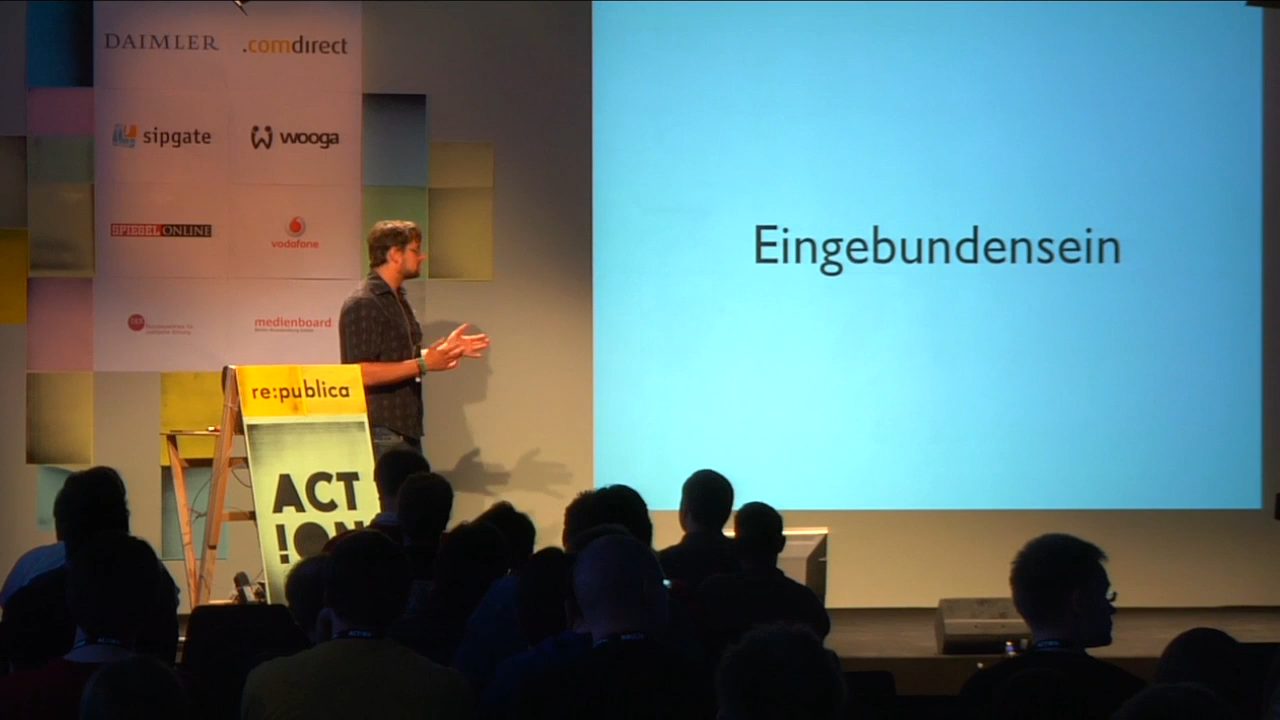 DAIMLER
.comdirect
sipgate
wooga
SPIEGEL ONLINE
vodafone
medienboard
re:publica
ACT
!ON
Eingebundensein